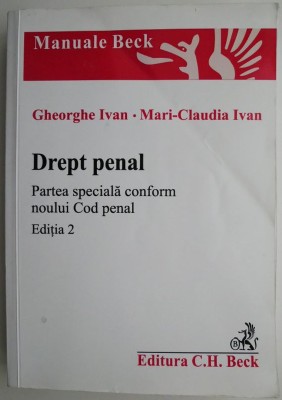 Manuale Beck
Gheorghe Ivan • Mari-Claudia Ivan
Drept penal
Partea specială conform
noului Cod penal
Ediția 2
B
Editura C.H. Beck